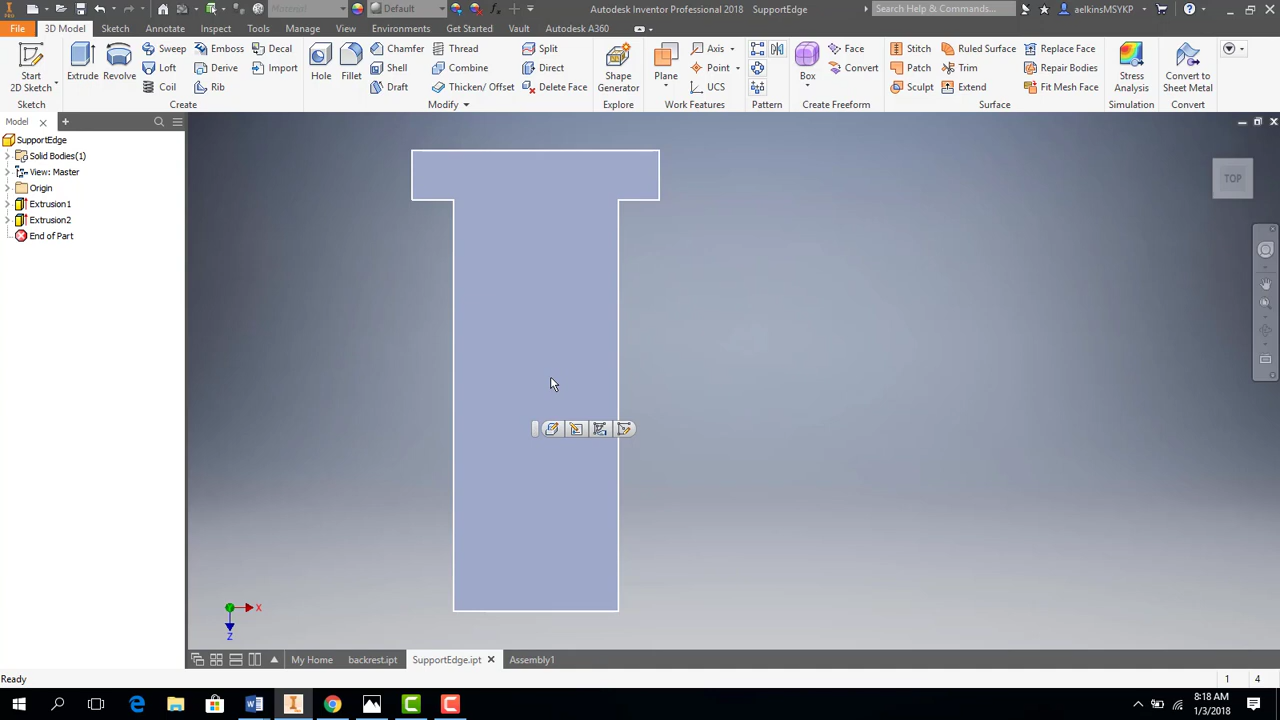 Material
Default
Autodesk Inventor Professional 2018 SupportEdge
Search Help & Commands...
aelkinsMSYKP
File 3D Model Sketch Annotate Inspect Tools Manage View Environments Get Started Vault Autodesk A360
Start
2D Sketch
Sketch
Extrude
Revolve
Sweep
Emboss
Decal
Loft
Derive
Import
Coil
Rib
Create
Hole
Fillet
Chamfer
Thread
Split
Shell
Combine
Direct
Draft
Thicken/ Offset
Delete Face
Modify
Shape
Generator
Explore
Plane
Axis
Point
UCS
Work Features
Pattern
Box
Face
Convert
Create Freeform
Stitch
Ruled Surface
Replace Face
Patch
Trim
Repair Bodies
Sculpt
Extend
Fit Mesh Face
Surface
Stress
Analysis
Simulation
Convert to
Sheet Metal
Convert
Model
SupportEdge
Solid Bodies(1)
View: Master
Origin
Extrusion1
Extrusion2
End of Part
TOP
X
Z
My Home backrest.ipt SupportEdge.ipt Assembly1
Ready
1 4
8:18 AM
1/3/2018